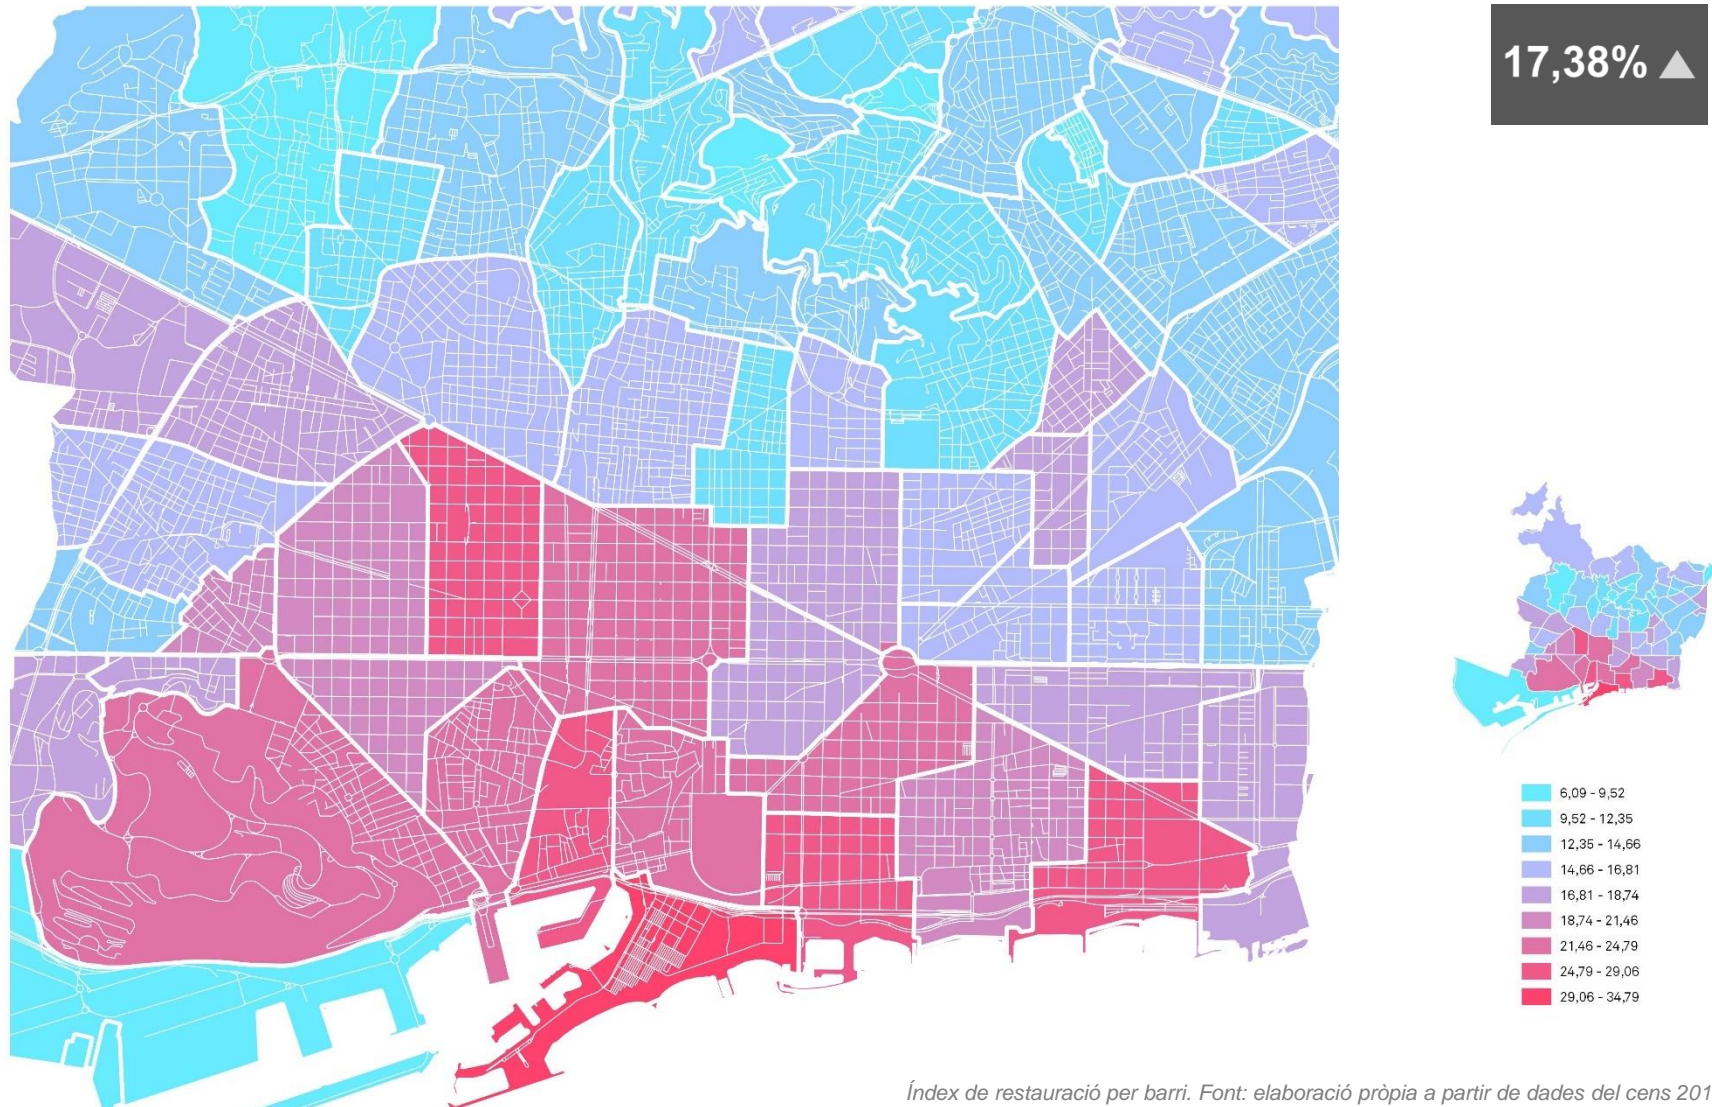 17,38%
6,09 - 9,52
9,52 - 12,35
12,35 - 14,66
14,66 - 16,81
16,81 - 18,74
18,74 - 21,46
21,46 - 24,79
24,79 - 29,06
29,06 - 34,79
Índex de restauració per barri. Font: elaboració pròpia a partir de dades del cens 201